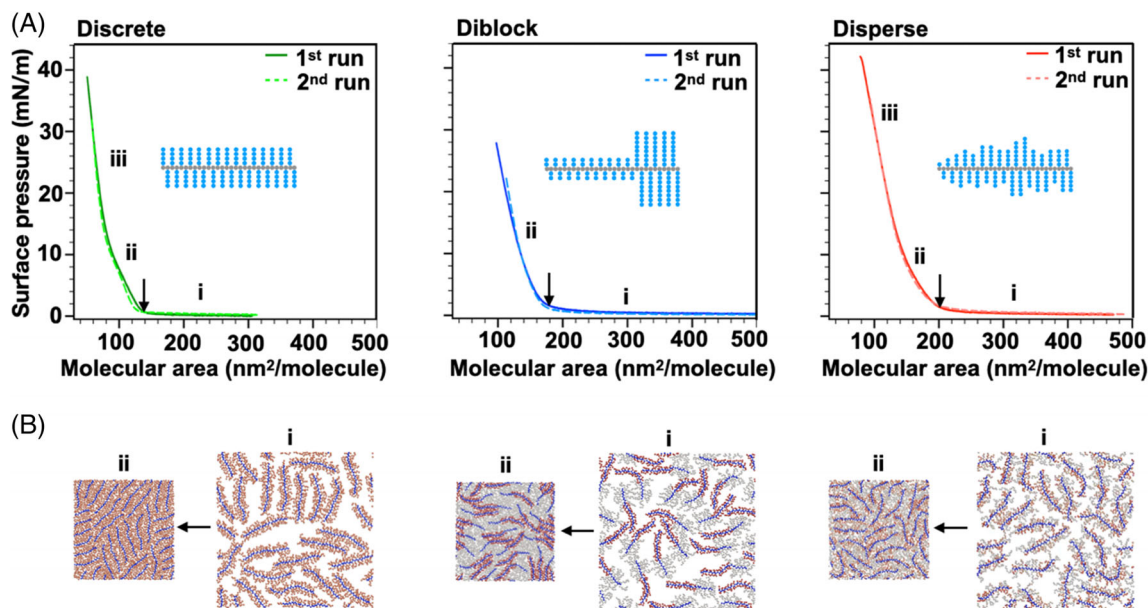 (A)
Discrete
1st run
2nd run
iii
ii
i
Surface pressure (mN/m)
40
30
20
10
0
100 200 300 400 500
Molecular area (nm2/molecule)
Diblock
1st run
2nd run
ii
i
100 200 300 400 500
Molecular area (nm2/molecule)
Disperse
1st run
2nd run
iii
ii
i
100 200 300 400 500
Molecular area (nm2/molecule)
(B)
ii
i
ii
i
ii
i